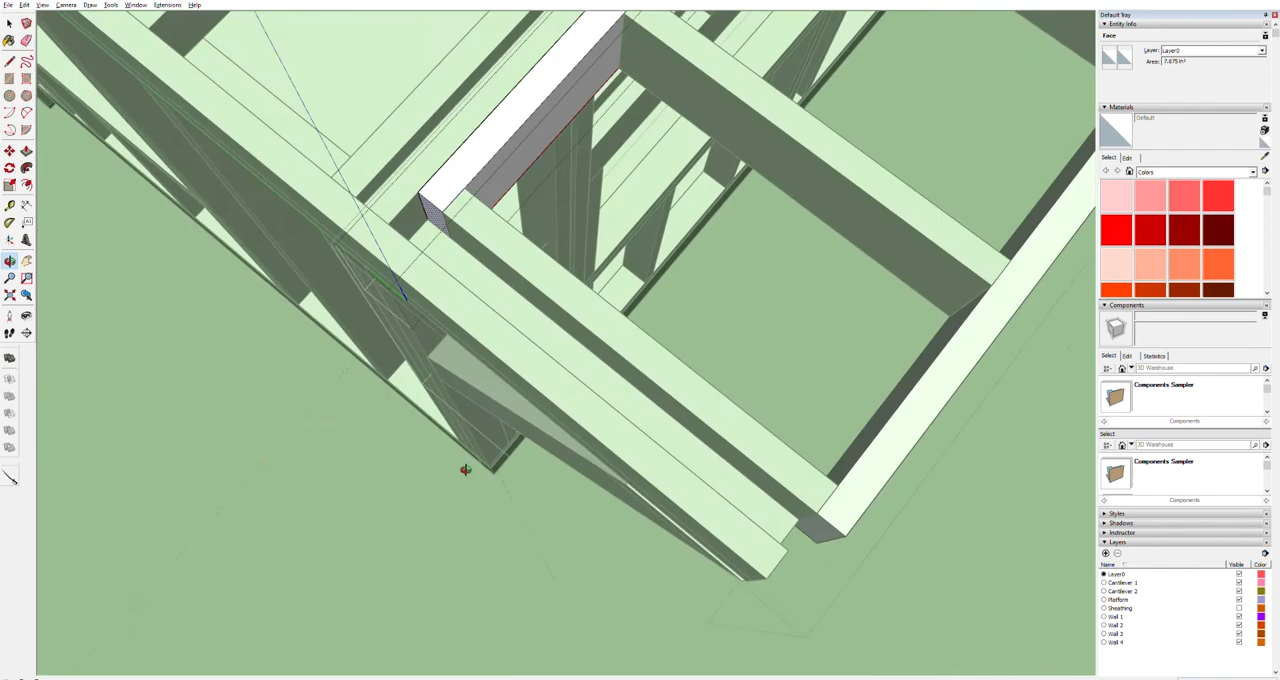 File Edit View Camera Draw Tools Window Extensions Help
Default Tray
Entity Info
Face
Layer: Layer0
Area: 7.875 in²
Materials
Default
Select Edit
Colors
Components
Select Edit Statistics
3D Warehouse
Components Sampler
Components
Select
3D Warehouse
Components Sampler
Components
Styles
Shadows
Instructor
Layers
Name Visible Color
Layer0
Cantilever 1
Cantilever 2
Platform
Sheathing
Wall 1
Wall 2
Wall 3
Wall 4